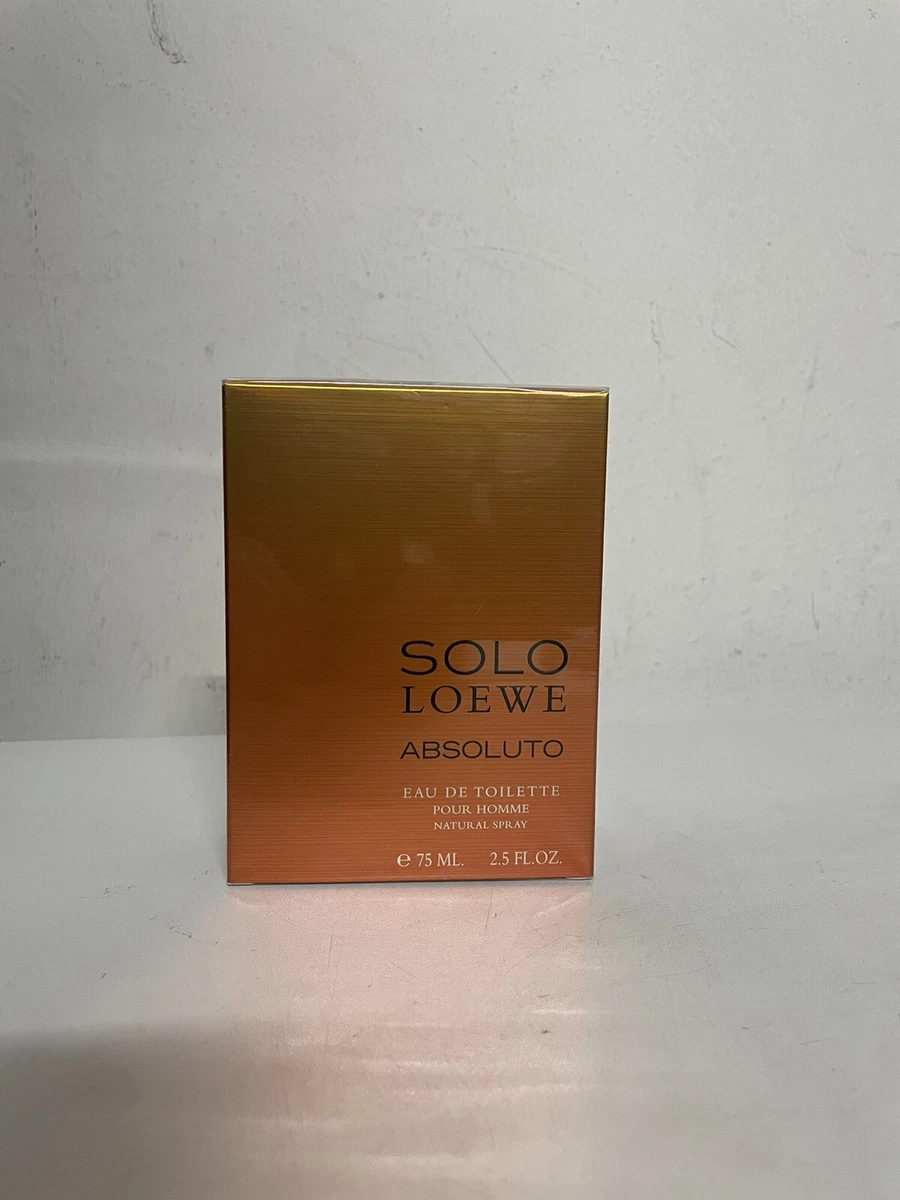 SOLO
LOEWE
ABSOLUTO
EAU DE TOILETTE
POUR HOMME
NATURAL SPRAY
℮ 75 ML. 2.5 FL.OZ.